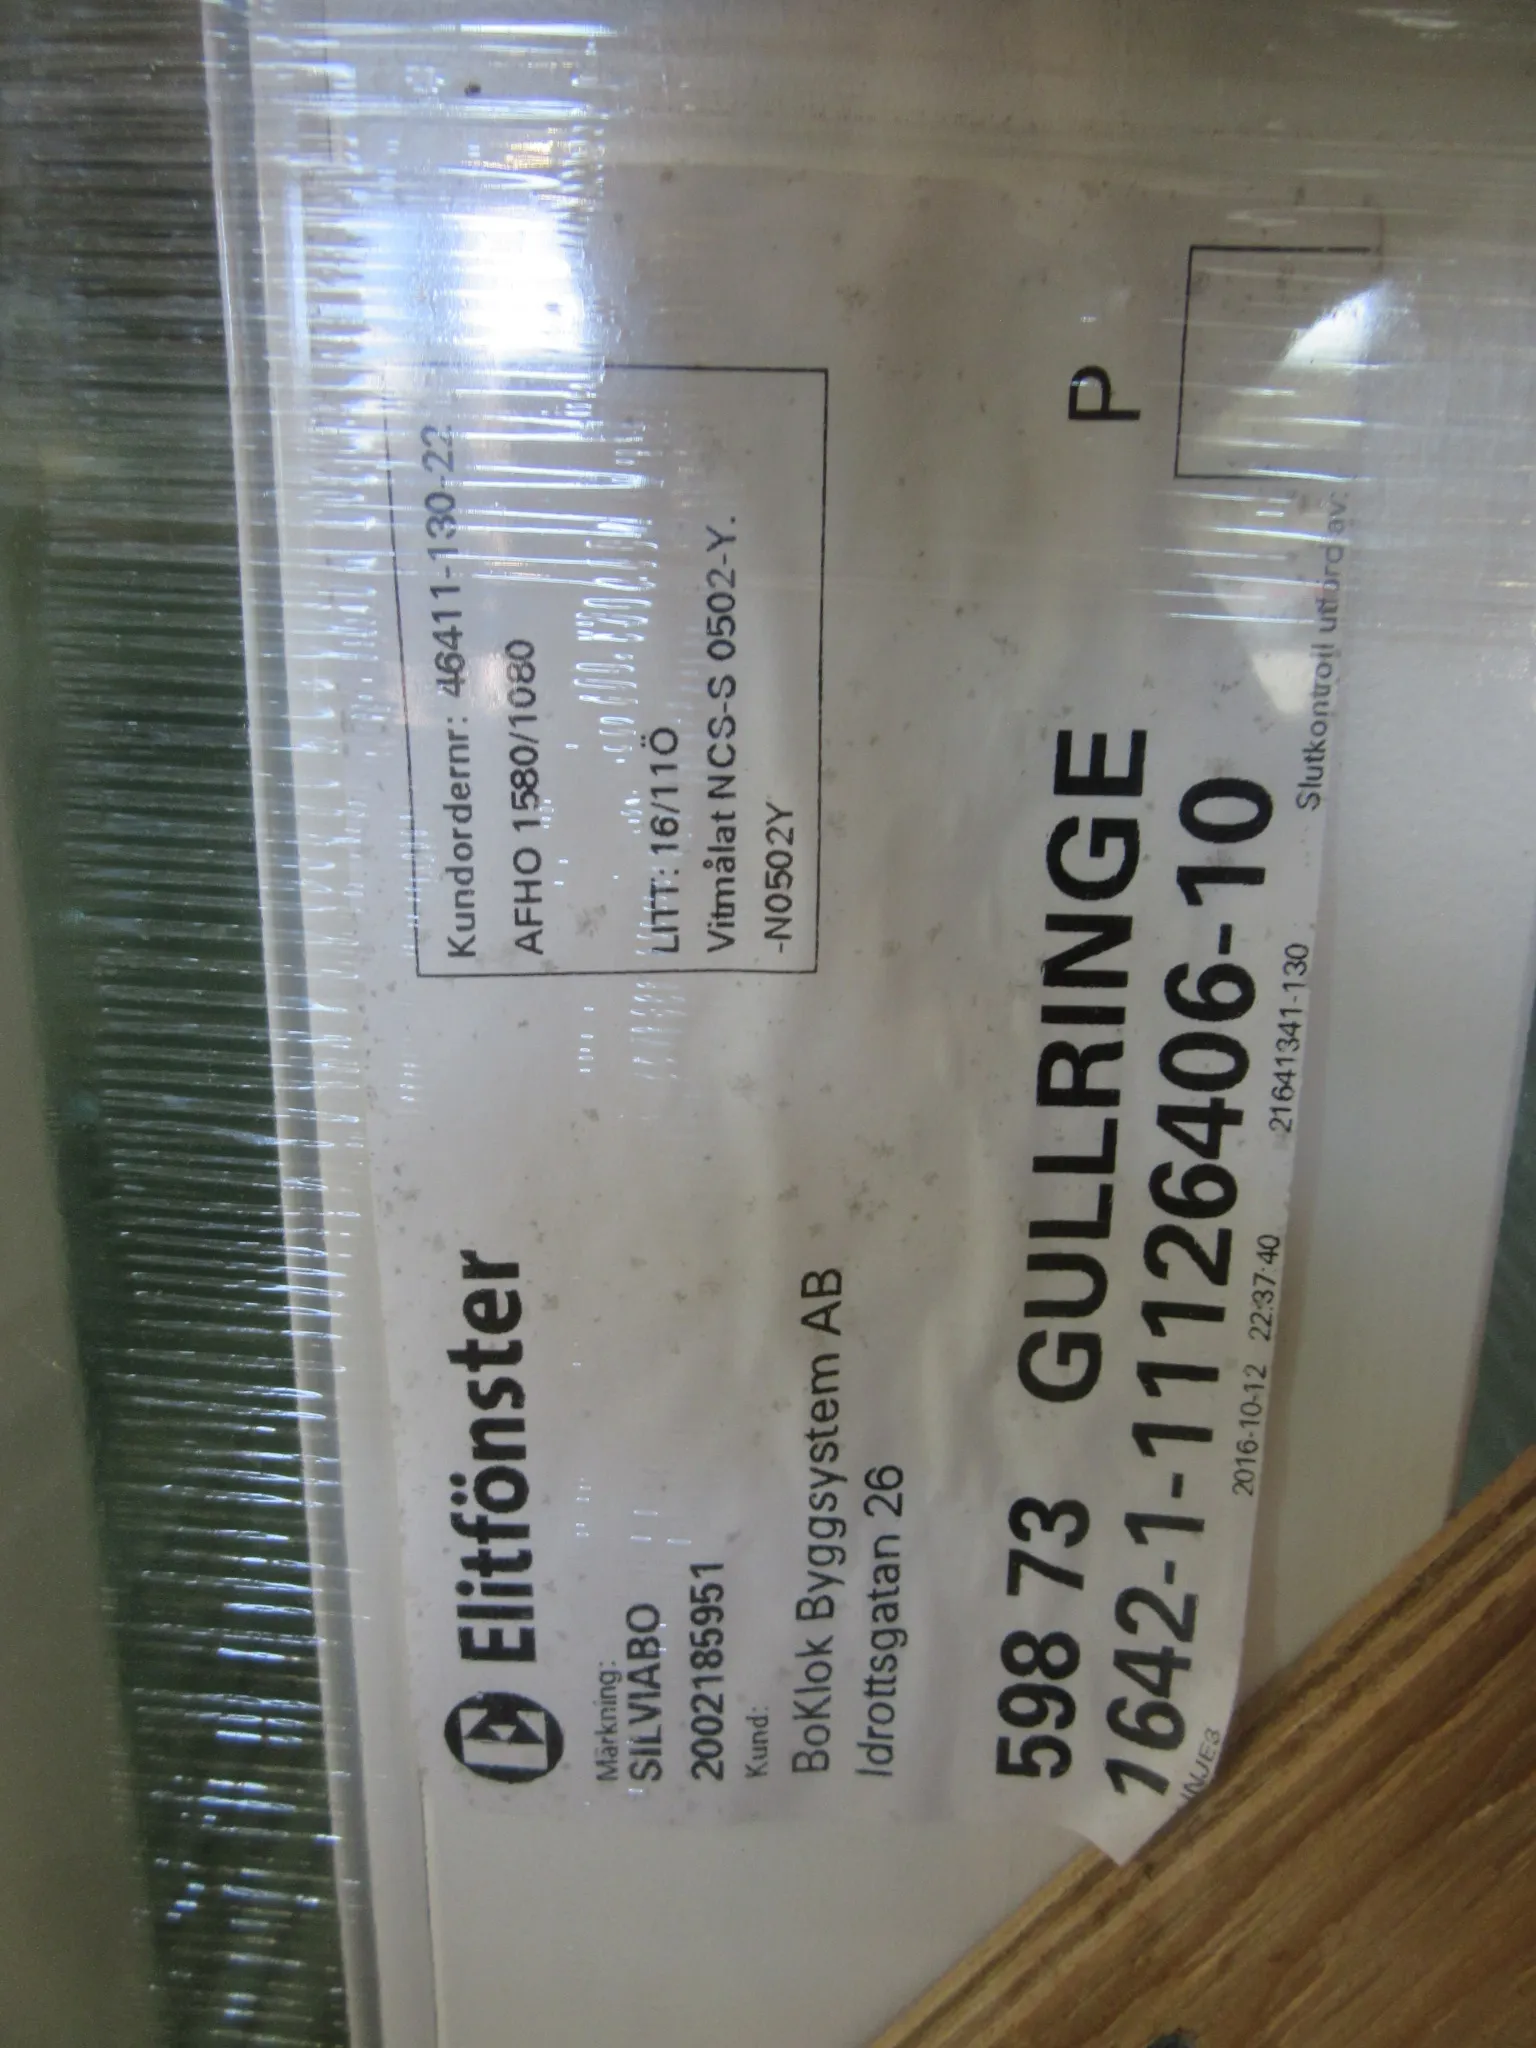 Elitfönster
Märkning:
SILVIABO
2002185951
Kund:
BoKlok Byggsystem AB
Idrottsgatan 26
Kundordernr: 46411-130-22
AFHO 1580/1080
LITT: 16/11Ö
Vitmålat NCS-S 0502-Y.
-N0502Y
598 73 GULLRINGE P
1642-1-1126406-10
INJE3 2016-10-12 22:37:40 21641341-130 Slutkontroll utförd av: